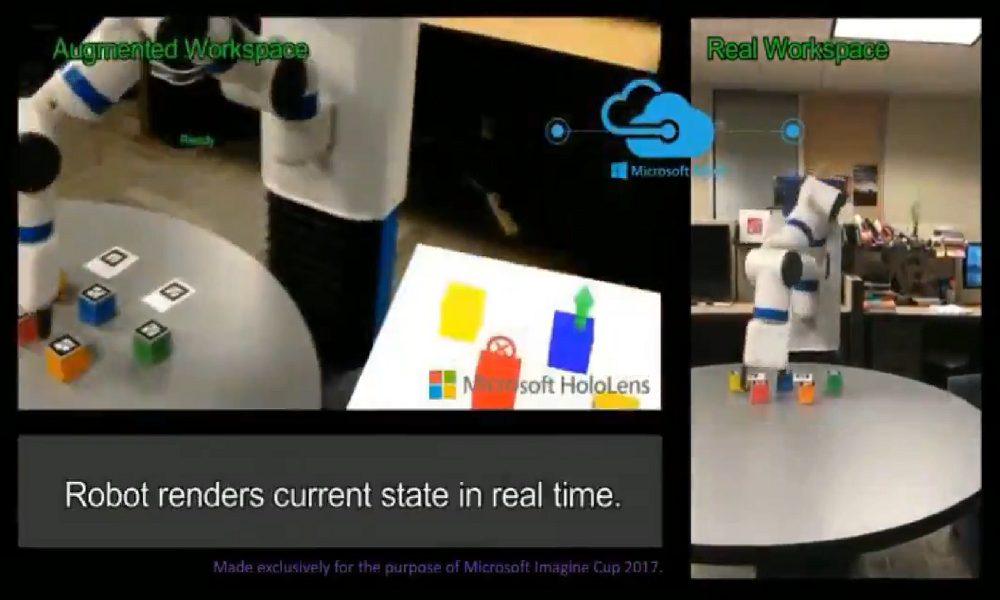 Augmented Workspace
Real Workspace
Ready
Microsoft
Microsoft HoloLens
Robot renders current state in real time.
Made exclusively for the purpose of Microsoft Imagine Cup 2017.